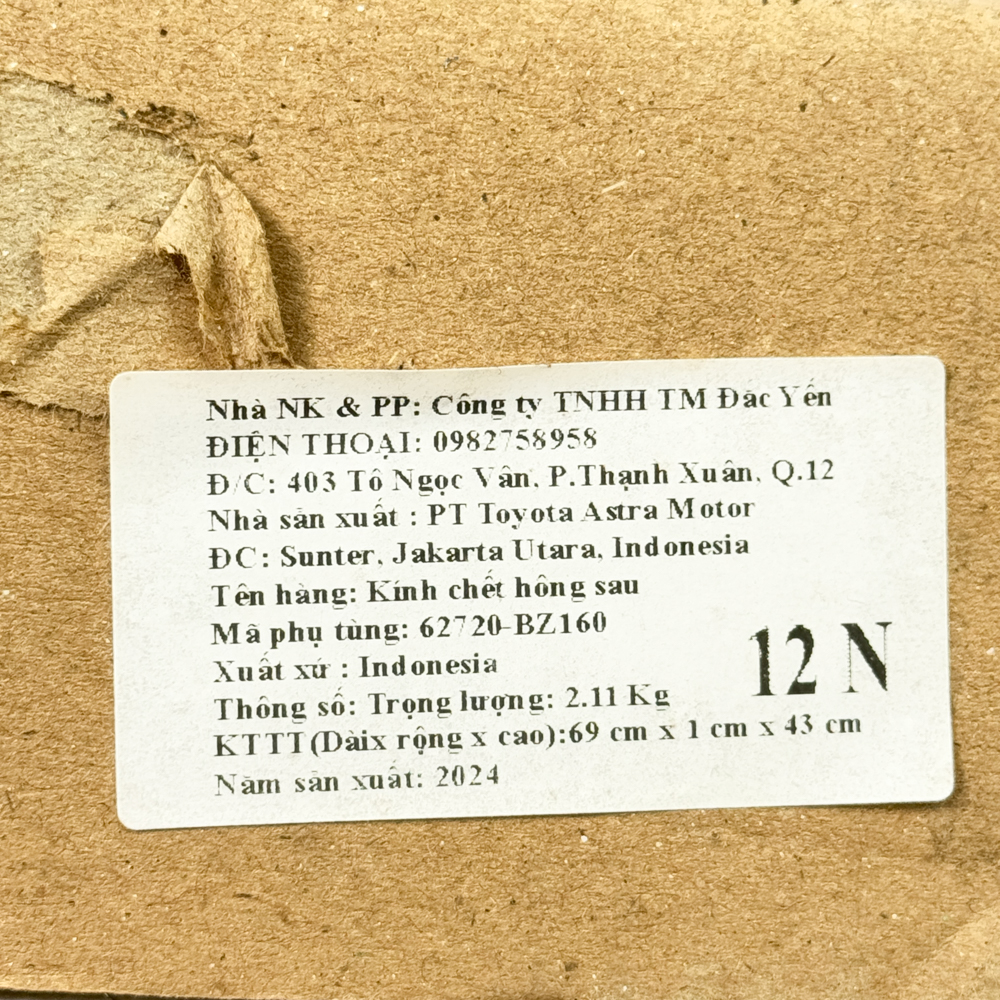 Nhà NK & PP: Công ty TNHH TM Đắc Yến
ĐIỆN THOẠI: 0982758958
Đ/C: 403 Tô Ngọc Vân, P.Thạnh Xuân, Q.12
Nhà sản xuất : PT Toyota Astra Motor
ĐC: Sunter, Jakarta Utara, Indonesia
Tên hàng: Kính chết hông sau
Mã phụ tùng: 62720-BZ160
Xuất xứ : Indonesia
12 N
Thông số: Trọng lượng: 2.11 Kg
KTTT(Dàix rộng x cao):69 cm x 1 cm x 43 cm
Năm sản xuất: 2024